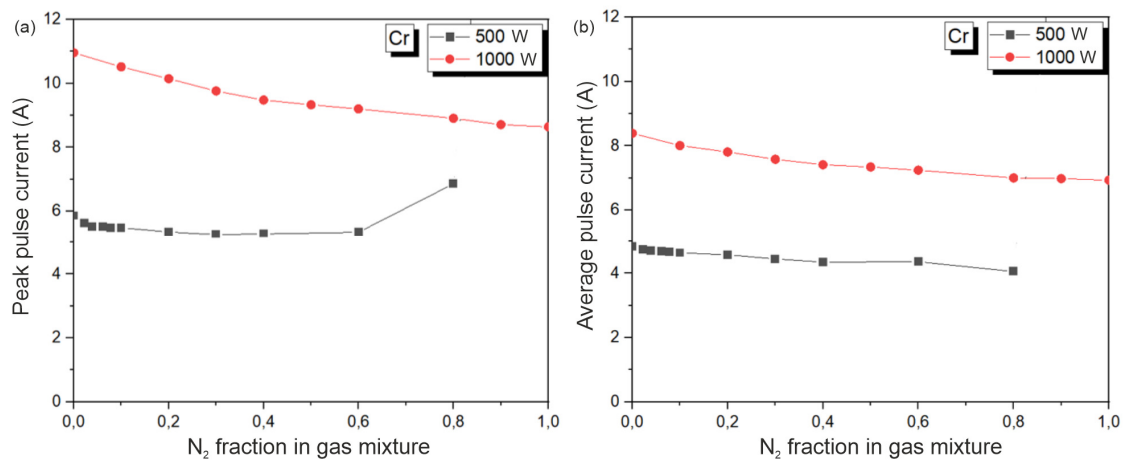 (a)
Cr
500 W
1000 W
Peak pulse current (A)
12
10
8
6
4
2
0
0,0 0,2 0,4 0,6 0,8 1,0
N₂ fraction in gas mixture
(b)
Cr
500 W
1000 W
Average pulse current (A)
12
10
8
6
4
2
0
0,0 0,2 0,4 0,6 0,8 1,0
N₂ fraction in gas mixture